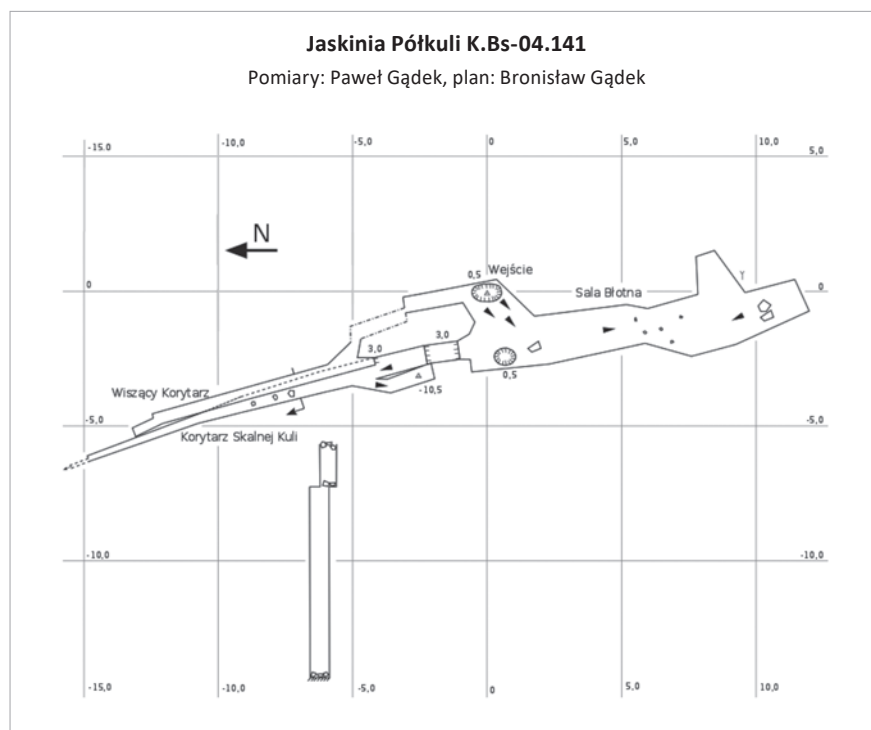 Jaskinia Półkuli K.Bs-04.141
Pomiary: Paweł Gądek, plan: Bronisław Gądek
-15.0 -10,0 -5,0 0 5,0 10,0 5,0
N
0,5 Wejście
0 Sala Błotna 0
3,0 3,0
Wiszący Korytarz -10,5 0,5
-5,0 -5,0
Korytarz Skalnej Kuli
-10,0 -10,0
-15,0 -10,0 -5,0 0 5,0 10,0